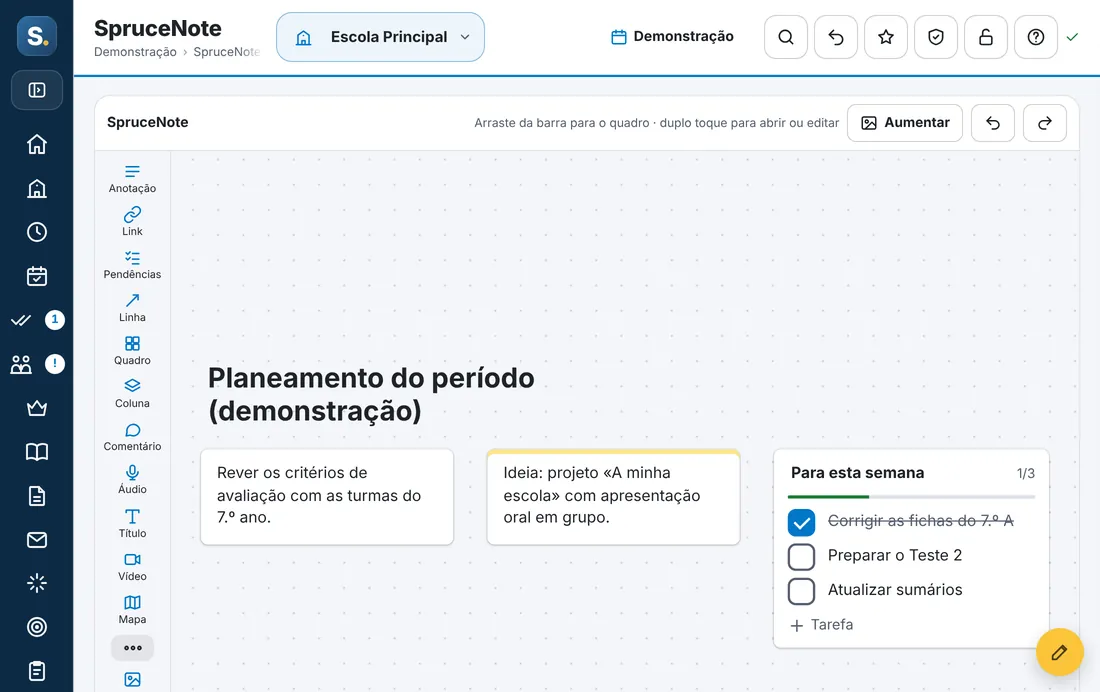 S.
SpruceNote
Demonstração › SpruceNote
Escola Principal
Demonstração
1
!
SpruceNote
Arraste da barra para o quadro · duplo toque para abrir ou editar
Aumentar
Anotação
Link
Pendências
Linha
Quadro
Coluna
Comentário
Áudio
Título
Vídeo
Mapa
Planeamento do período
(demonstração)
Rever os critérios de
avaliação com as turmas do
7.º ano.
Ideia: projeto «A minha
escola» com apresentação
oral em grupo.
Para esta semana
1/3
Corrigir as fichas do 7.º A
Preparar o Teste 2
Atualizar sumários
+ Tarefa